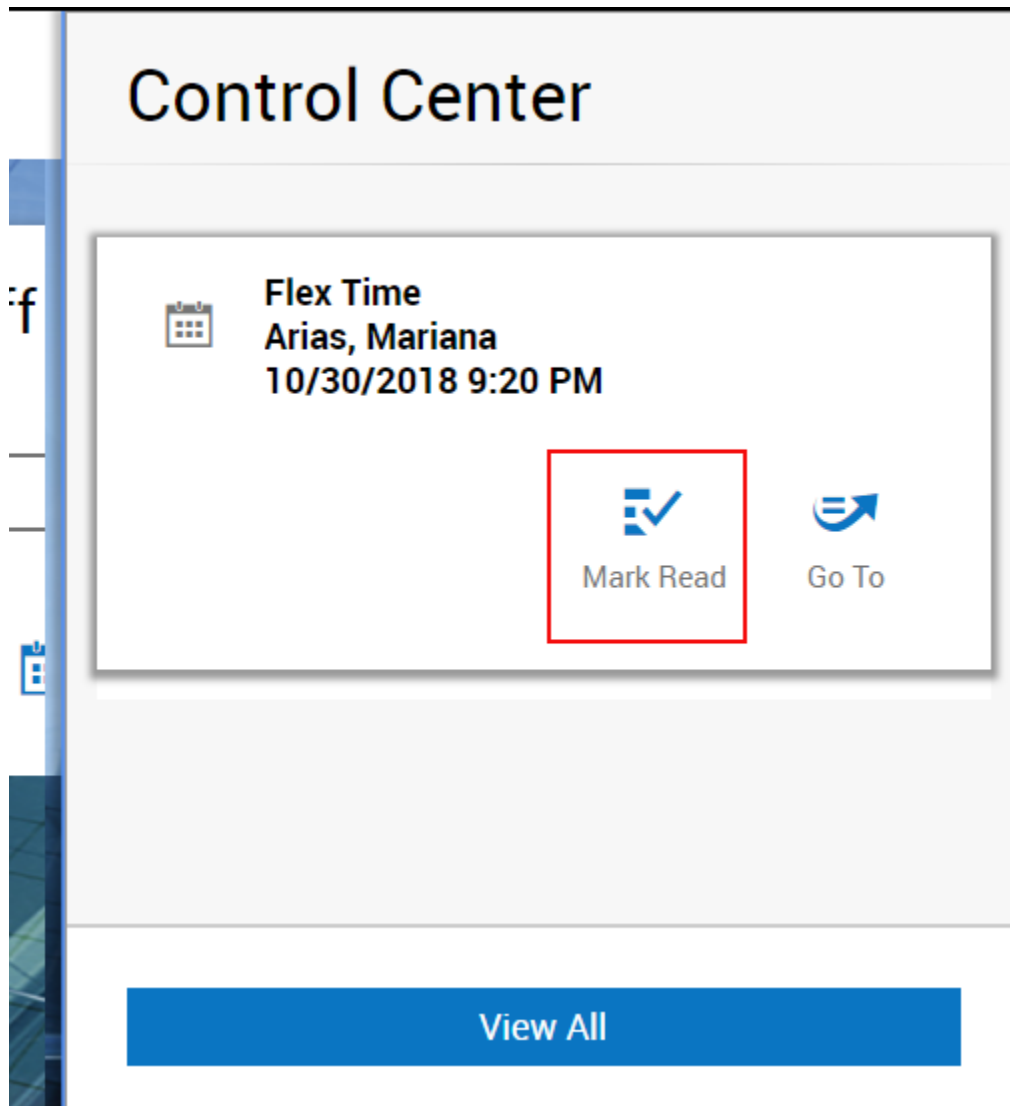 Control Center
Flex Time
Arias, Mariana
10/30/2018 9:20 PM
Mark Read
Go To
View All